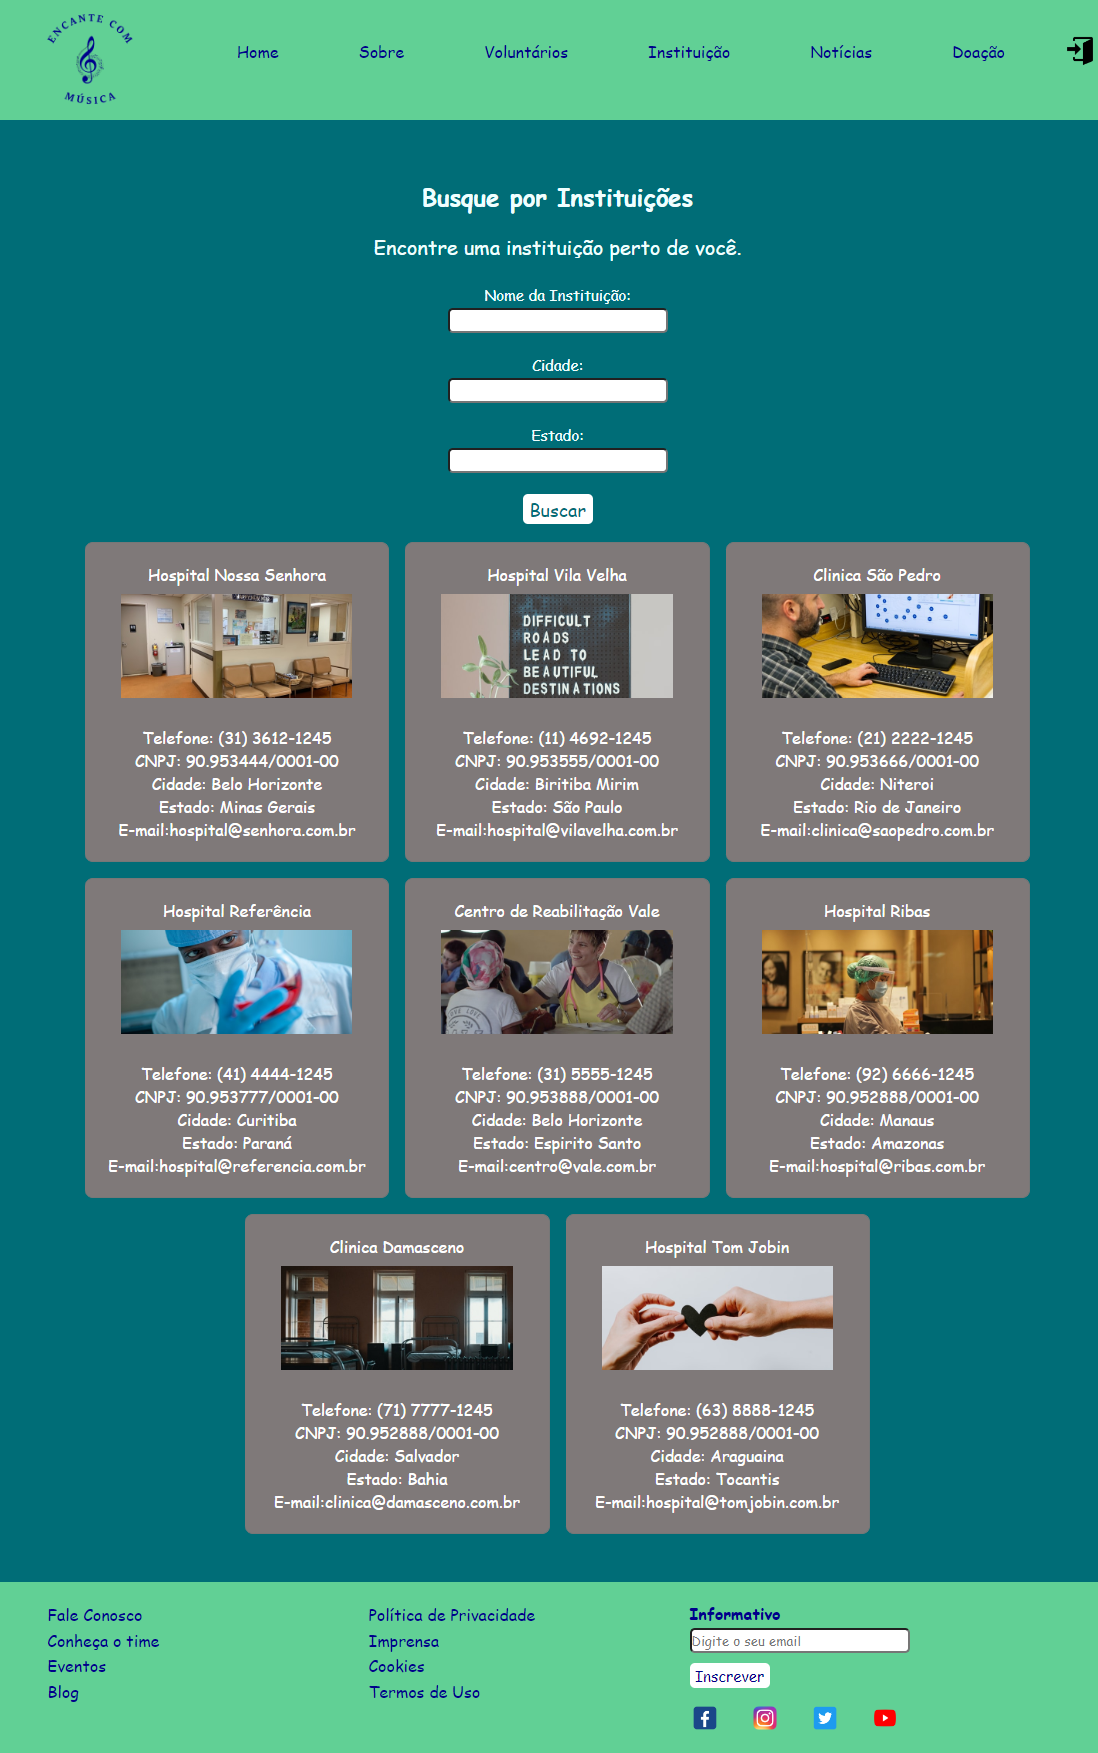 ENCANTE COM
MÚSICA
Home
Sobre
Voluntários
Instituição
Notícias
Doação
Busque por Instituições
Encontre uma instituição perto de você.
Nome da Instituição:
Cidade:
Estado:
Buscar
Hospital Nossa Senhora
Telefone: (31) 3612-1245
CNPJ: 90.953444/0001-00
Cidade: Belo Horizonte
Estado: Minas Gerais
E-mail:hospital@senhora.com.br
Hospital Vila Velha
DIFFICULT
ROADS
LEAD TO
BEAUTIFUL
DESTINATIONS
Telefone: (11) 4692-1245
CNPJ: 90.953555/0001-00
Cidade: Biritiba Mirim
Estado: São Paulo
E-mail:hospital@vilavelha.com.br
Clinica São Pedro
Telefone: (21) 2222-1245
CNPJ: 90.953666/0001-00
Cidade: Niteroi
Estado: Rio de Janeiro
E-mail:clinica@saopedro.com.br
Hospital Referência
Telefone: (41) 4444-1245
CNPJ: 90.953777/0001-00
Cidade: Curitiba
Estado: Paraná
E-mail:hospital@referencia.com.br
Centro de Reabilitação Vale
Telefone: (31) 5555-1245
CNPJ: 90.953888/0001-00
Cidade: Belo Horizonte
Estado: Espirito Santo
E-mail:centro@vale.com.br
Hospital Ribas
Telefone: (92) 6666-1245
CNPJ: 90.952888/0001-00
Cidade: Manaus
Estado: Amazonas
E-mail:hospital@ribas.com.br
Clinica Damasceno
Telefone: (71) 7777-1245
CNPJ: 90.952888/0001-00
Cidade: Salvador
Estado: Bahia
E-mail:clinica@damasceno.com.br
Hospital Tom Jobin
Telefone: (63) 8888-1245
CNPJ: 90.952888/0001-00
Cidade: Araguaina
Estado: Tocantis
E-mail:hospital@tomjobin.com.br
Fale Conosco
Conheça o time
Eventos
Blog
Política de Privacidade
Imprensa
Cookies
Termos de Uso
Informativo
Digite o seu email
Inscrever